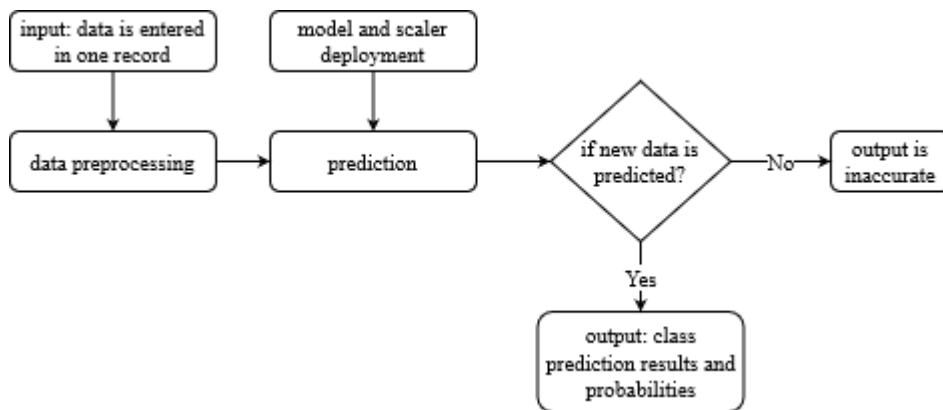 input: data is entered
in one record
model and scaler
deployment
data preprocessing
prediction
if new data is
predicted?
No
output is
inaccurate
Yes
output: class
prediction results and
probabilities